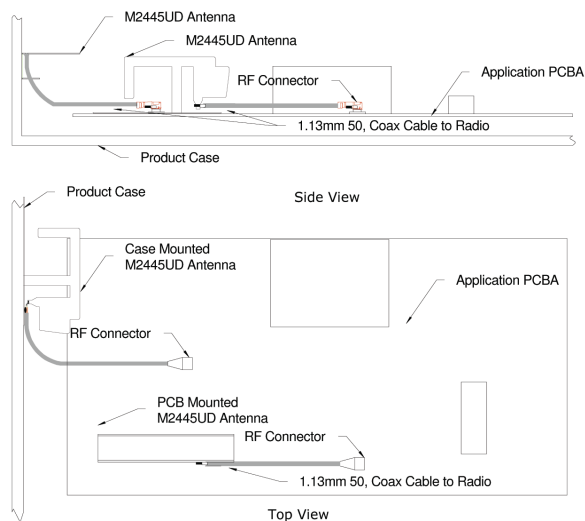 M2445UD Antenna
M2445UD Antenna
RF Connector
Application PCBA
1.13mm 50, Coax Cable to Radio
Product Case
Side View
Product Case
Case Mounted
M2445UD Antenna
Application PCBA
RF Connector
PCB Mounted
M2445UD Antenna
RF Connector
1.13mm 50, Coax Cable to Radio
Top View